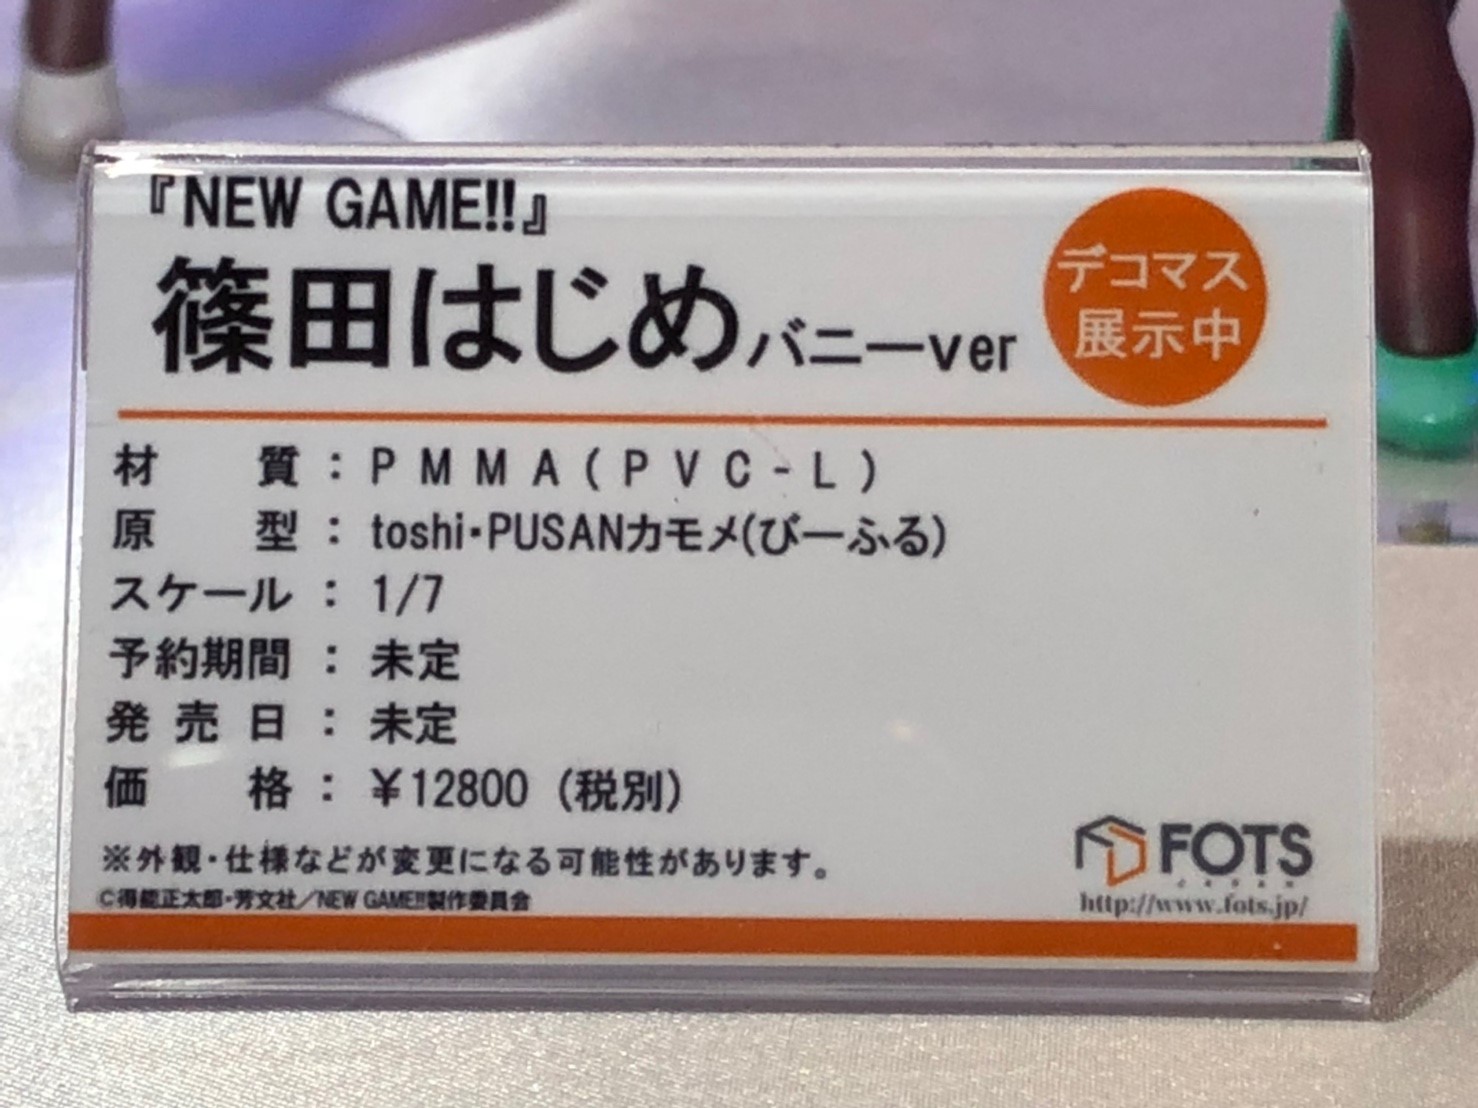 『NEW GAME!!』
篠田はじめバニーver
デコマス
展示中
材質：PMMA(PVC-L)
原型：toshi・PUSANカモメ(びーふる)
スケール：1/7
予約期間：未定
発売日：未定
価格：¥12800 (税別)
※外観・仕様などが変更になる可能性があります。
©得能正太郎・芳文社／NEW GAME!!製作委員会
FOTS
JAPAN
http://www.fots.jp/